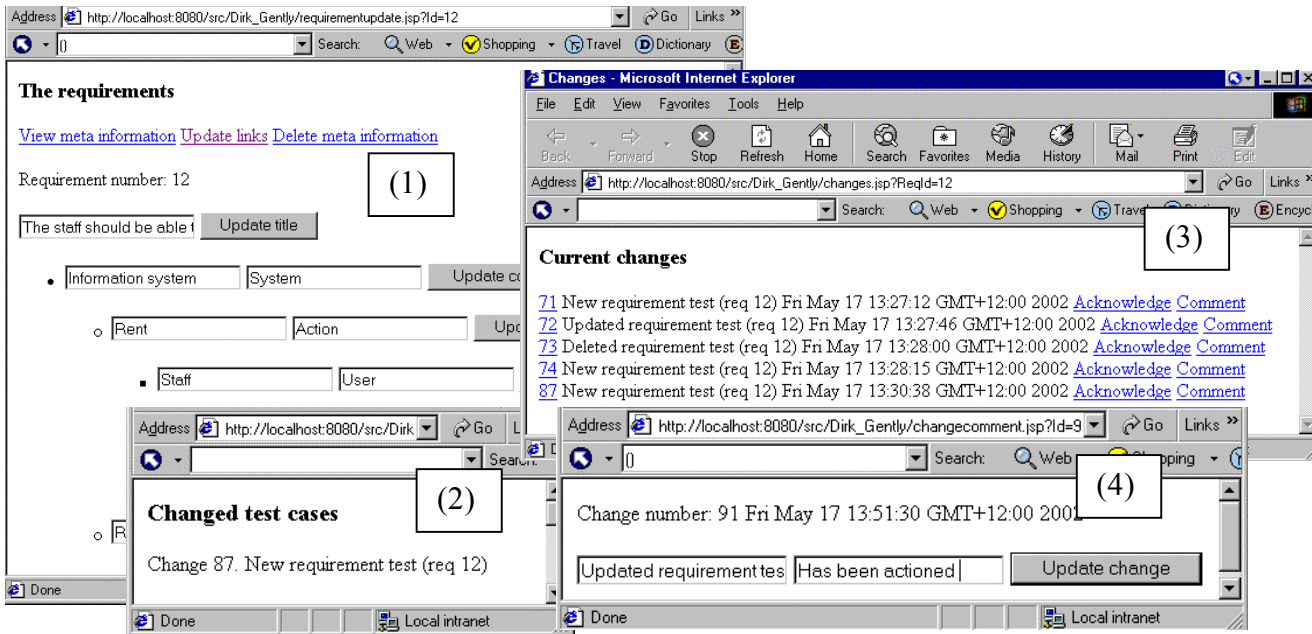 Address http://localhost:8080/src/Dirk_Gently/requirementupdate.jsp?Id=12 Go Links »
() Search: Web Shopping Travel Dictionary
The requirements
View meta information Update links Delete meta information
(1)
Requirement number: 12
The staff should be able t Update title
Information system System Update co
Rent Action Upd
Staff User
R
Done
Changes - Microsoft Internet Explorer
File Edit View Favorites Tools Help
Back Forward Stop Refresh Home Search Favorites Media History Mail Print Edit
Address http://localhost:8080/src/Dirk_Gently/changes.jsp?ReqId=12 Go Links »
Search: Web Shopping Travel Dictionary Encyc
(3)
Current changes
71 New requirement test (req 12) Fri May 17 13:27:12 GMT+12:00 2002 Acknowledge Comment
72 Updated requirement test (req 12) Fri May 17 13:27:46 GMT+12:00 2002 Acknowledge Comment
73 Deleted requirement test (req 12) Fri May 17 13:28:00 GMT+12:00 2002 Acknowledge Comment
74 New requirement test (req 12) Fri May 17 13:28:15 GMT+12:00 2002 Acknowledge Comment
87 New requirement test (req 12) Fri May 17 13:30:38 GMT+12:00 2002 Acknowledge Comment
Address http://localhost:8080/src/Dirk Go L
Search:
(2)
Changed test cases
Change 87. New requirement test (req 12)
Done Local intranet
Address http://localhost:8080/src/Dirk_Gently/changecomment.jsp?Id=9 Go Links »
() Search: Web Shopping
(4)
Change number: 91 Fri May 17 13:51:30 GMT+12:00 2002
Updated requirement tes Has been actioned Update change
Done Local intranet